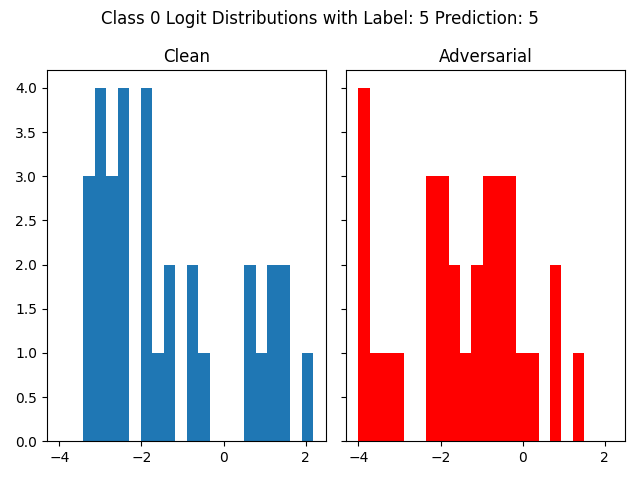 Class 0 Logit Distributions with Label: 5 Prediction: 5
Clean
Adversarial
4.0
3.5
3.0
2.5
2.0
1.5
1.0
0.5
0.0
−4 −2 0 2
−4 −2 0 2